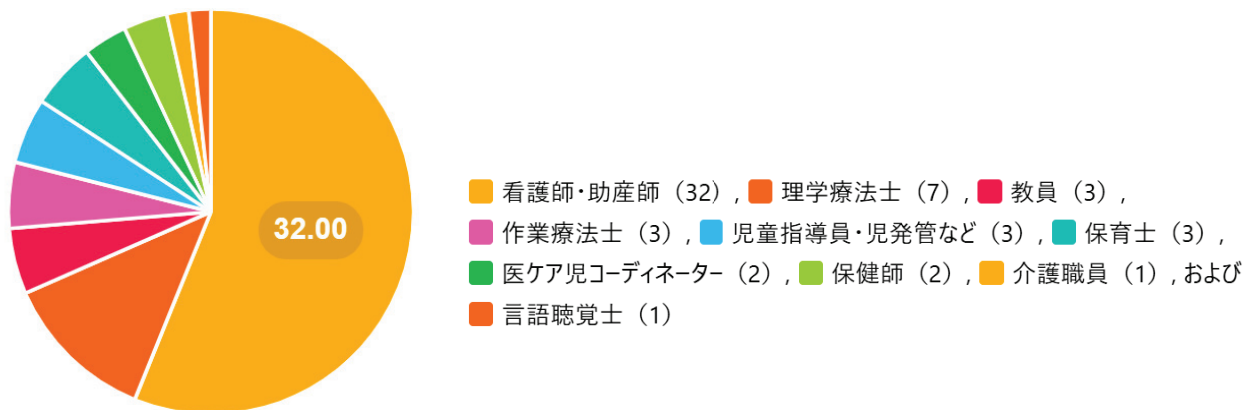 32.00
看護師・助産師（32）, 理学療法士（7）, 教員（3）,
作業療法士（3）, 児童指導員・児発管など（3）, 保育士（3）,
医ケア児コーディネーター（2）, 保健師（2）, 介護職員（1）, および
言語聴覚士（1）